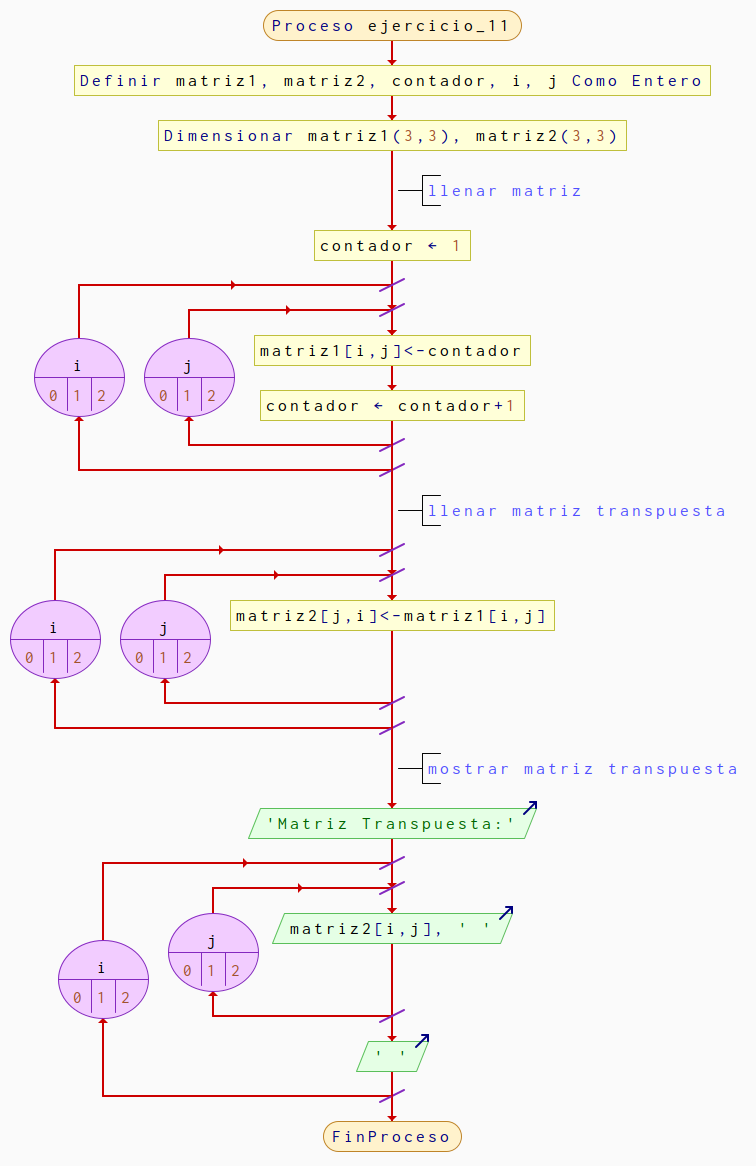 Proceso ejercicio_11
Definir matriz1, matriz2, contador, i, j Como Entero
Dimensionar matriz1(3,3), matriz2(3,3)
llenar matriz
contador ← 1
i
0 1 2
j
0 1 2
matriz1[i,j]<-contador
contador ← contador+1
llenar matriz transpuesta
i
0 1 2
j
0 1 2
matriz2[j,i]<-matriz1[i,j]
mostrar matriz transpuesta
'Matriz Transpuesta:'
i
0 1 2
j
0 1 2
matriz2[i,j], ' '
' '
FinProceso